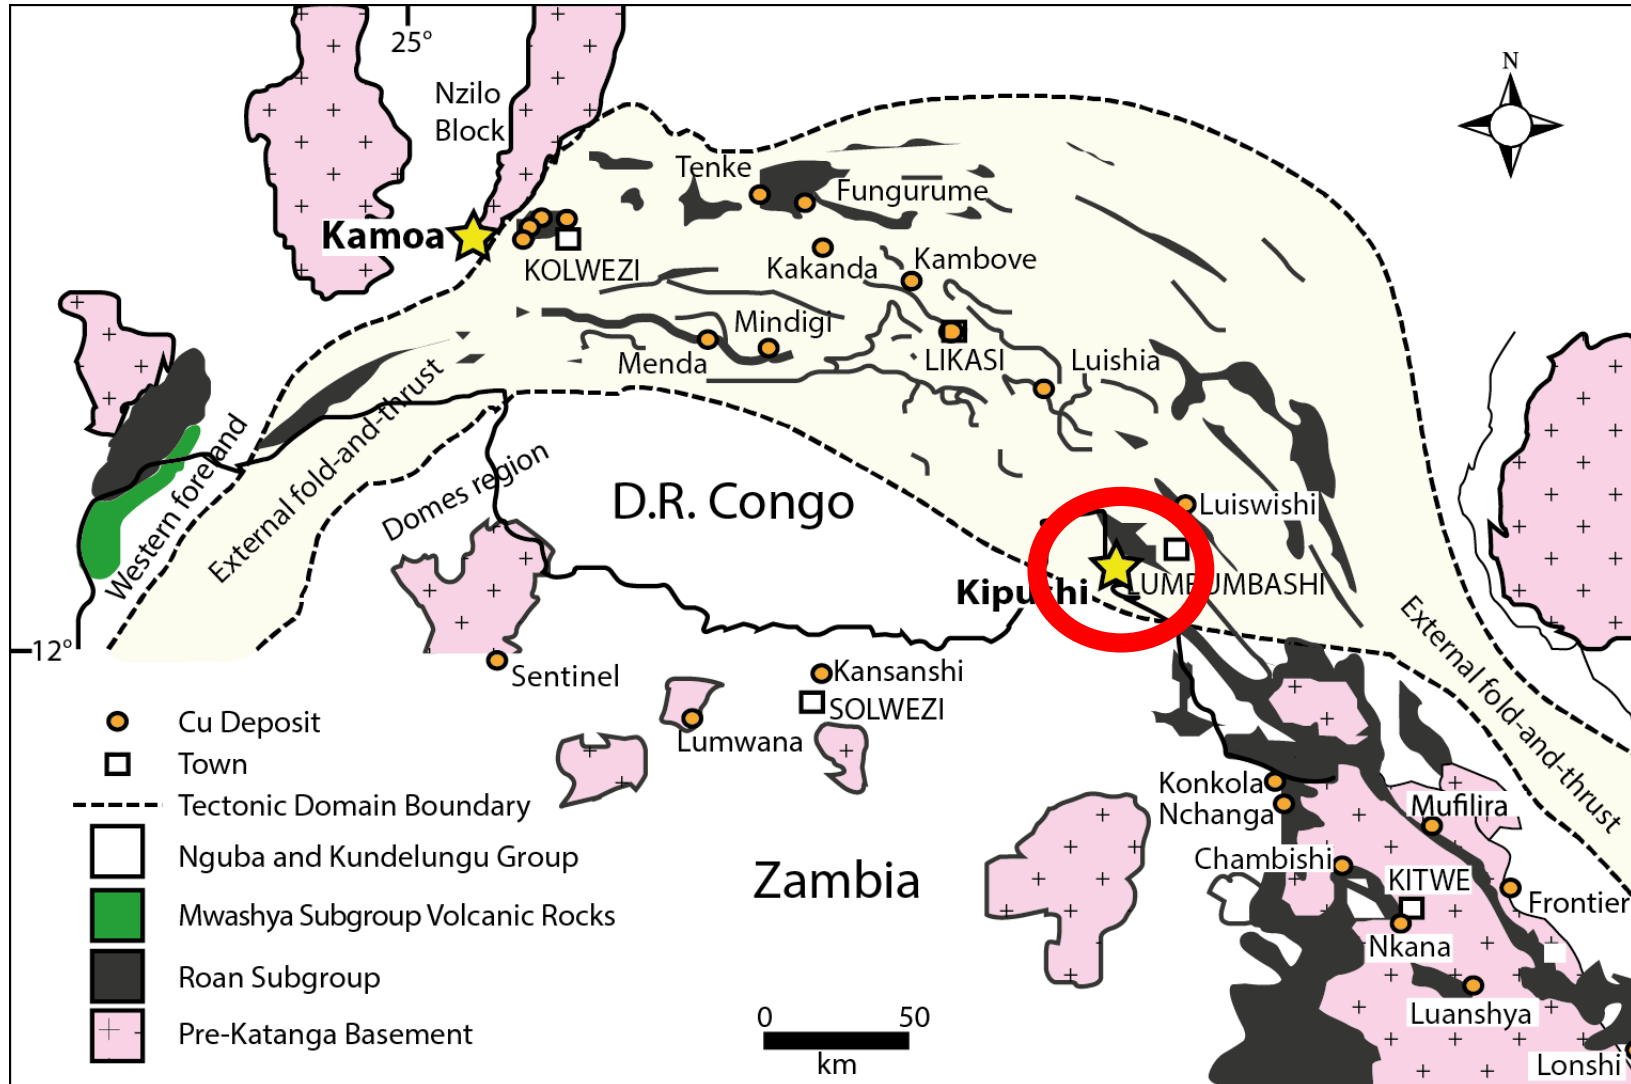 25°
N
Nzilo
Block
Tenke
Fungurume
Kamoa
KOLWEZI
Kakanda
Kambove
Mindigi
Menda
LIKASI
Luishia
Western foreland
External fold-and-thrust
Domes region
D.R. Congo
Luiswishi
LUMBUMBASHI
Kipushi
External fold-and-thrust
12°
Sentinel
Kansanshi
SOLWEZI
Lumwana
Cu Deposit
Town
Tectonic Domain Boundary
Nguba and Kundelungu Group
Mwashya Subgroup Volcanic Rocks
Roan Subgroup
Pre-Katanga Basement
Zambia
Konkola
Nchanga
Mufilira
Chambishi
KITWE
Frontier
Nkana
Luanshya
Lonshi
0 50
km